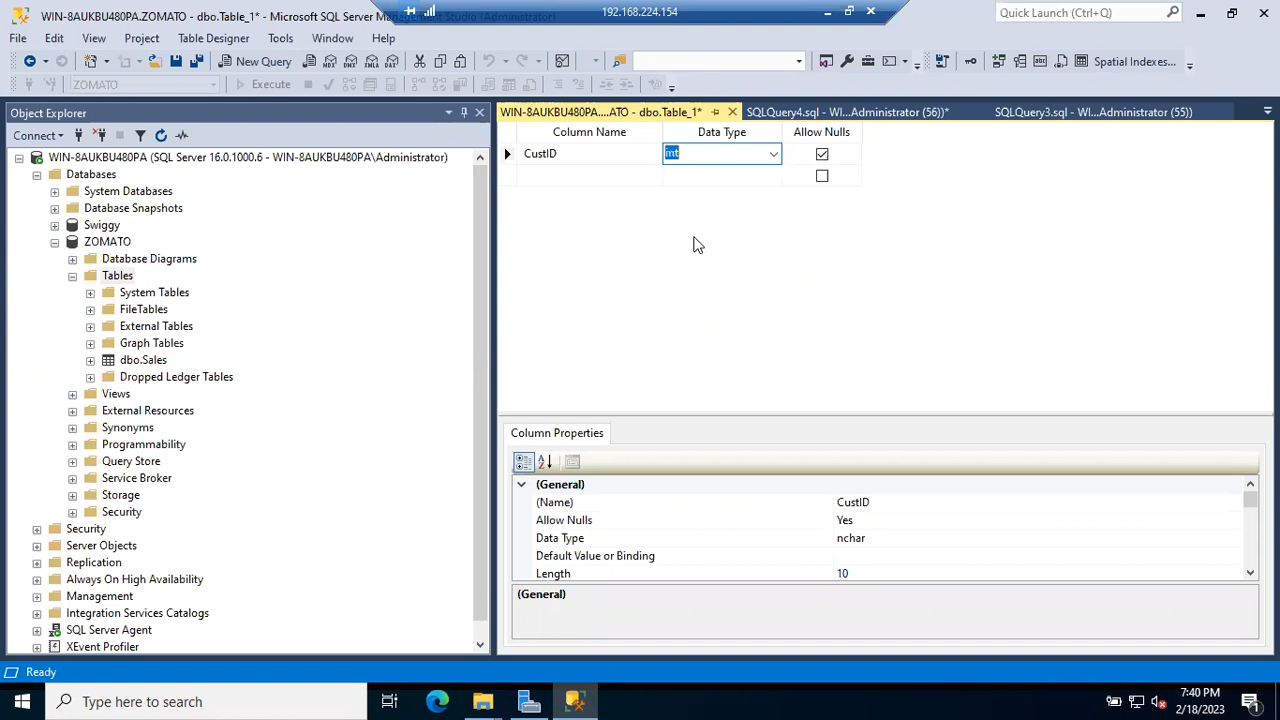 WIN-8AUKBU480PA.ZOMATO - dbo.Table_1* - Microsoft SQL Server Management Studio (Administrator)
192.168.224.154
Quick Launch (Ctrl+Q)
File Edit View Project Table Designer Tools Window Help
New Query
MDX DMX XMLA DAX
Spatial Indexes...
ZOMATO
Execute
Object Explorer
WIN-8AUKBU480PA....ATO - dbo.Table_1*
SQLQuery4.sql - WI...Administrator (56))*
SQLQuery3.sql - WI...Administrator (55))
Connect
Column Name Data Type Allow Nulls
CustID int
WIN-8AUKBU480PA (SQL Server 16.0.1000.6 - WIN-8AUKBU480PA\Administrator)
Databases
System Databases
Database Snapshots
Swiggy
ZOMATO
Database Diagrams
Tables
System Tables
FileTables
External Tables
Graph Tables
dbo.Sales
Dropped Ledger Tables
Views
External Resources
Synonyms
Programmability
Query Store
Service Broker
Storage
Security
Security
Server Objects
Replication
Always On High Availability
Management
Integration Services Catalogs
SQL Server Agent
XEvent Profiler
Column Properties
(General)
(Name) CustID
Allow Nulls Yes
Data Type nchar
Default Value or Binding
Length 10
(General)
Ready
Type here to search
7:40 PM
2/18/2023
1